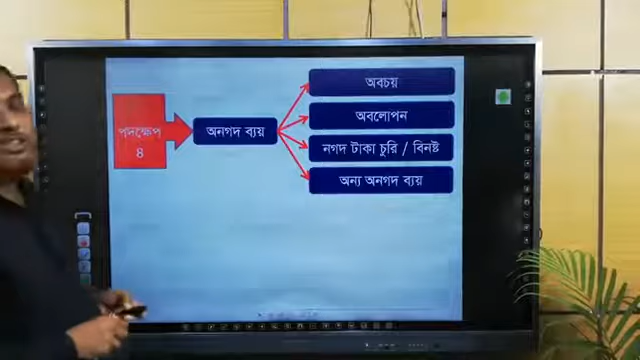 পদক্ষেপ
৪
অনগদ ব্যয়
অবচয়
অবলোপন
নগদ টাকা চুরি / বিনষ্ট
অন্য অনগদ ব্যয়